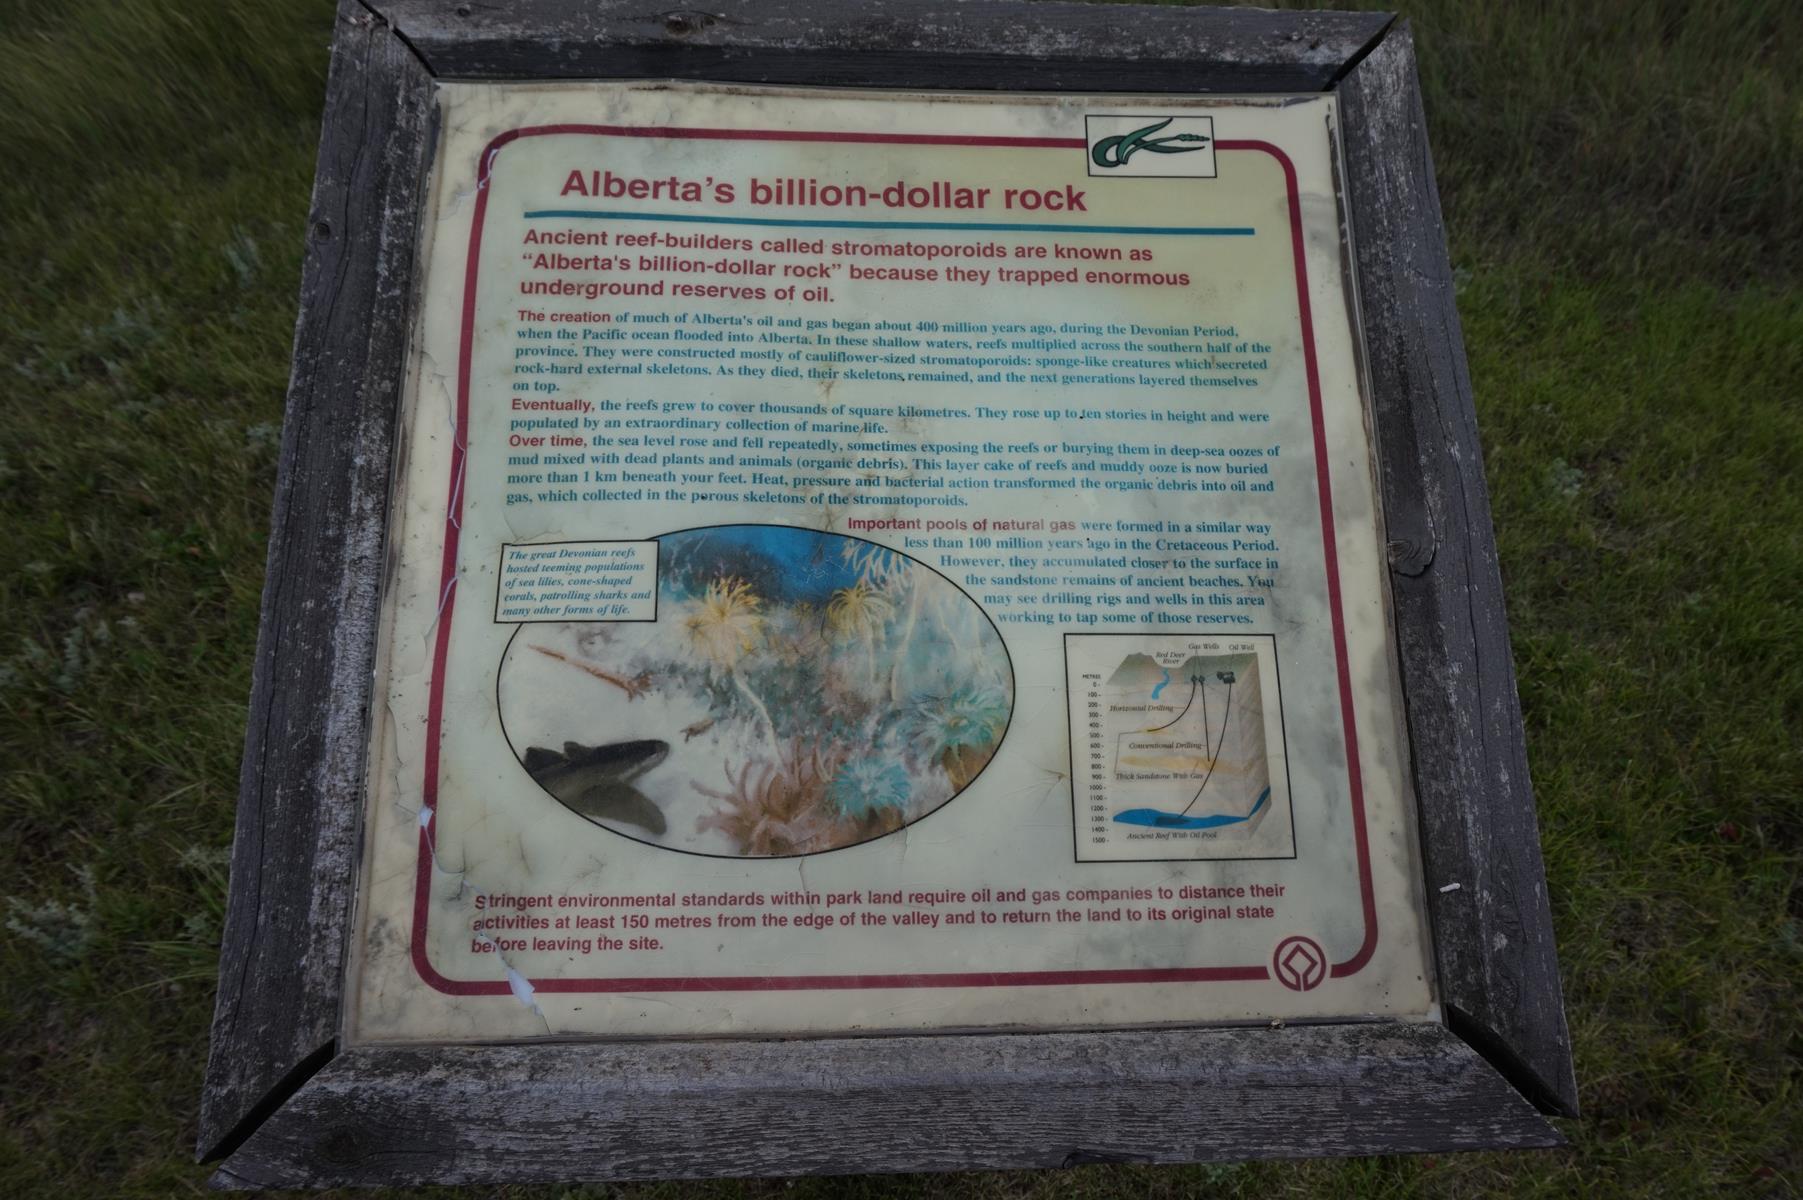 Alberta's billion-dollar rock
Ancient reef-builders called stromatoporoids are known as
“Alberta's billion-dollar rock” because they trapped enormous
underground reserves of oil.
The creation of much of Alberta's oil and gas began about 400 million years ago, during the Devonian Period,
when the Pacific ocean flooded into Alberta. In these shallow waters, reefs multiplied across the southern half of the
province. They were constructed mostly of cauliflower-sized stromatoporoids: sponge-like creatures which secreted
rock-hard external skeletons. As they died, their skeletons remained, and the next generations layered themselves
on top.
Eventually, the reefs grew to cover thousands of square kilometres. They rose up to ten stories in height and were
populated by an extraordinary collection of marine life.
Over time, the sea level rose and fell repeatedly, sometimes exposing the reefs or burying them in deep-sea oozes of
mud mixed with dead plants and animals (organic debris). This layer cake of reefs and muddy ooze is now buried
more than 1 km beneath your feet. Heat, pressure and bacterial action transformed the organic debris into oil and
gas, which collected in the porous skeletons of the stromatoporoids.
Important pools of natural gas were formed in a similar way
less than 100 million years ago in the Cretaceous Period.
However, they accumulated closer to the surface in
the sandstone remains of ancient beaches. You
may see drilling rigs and wells in this area
working to tap some of those reserves.
The great Devonian reefs
hosted teeming populations
of sea lilies, cone-shaped
corals, patrolling sharks and
many other forms of life.
Gas Wells
Oil Well
Red Deer
River
METRES
0
100
200
300
400
500
600
700
800
900
1000
1100
1200
1300
1400
1500
Horizontal Drilling
Conventional Drilling
Thick Sandstone With Gas
Ancient Reef With Oil Pool
Stringent environmental standards within park land require oil and gas companies to distance their
activities at least 150 metres from the edge of the valley and to return the land to its original state
before leaving the site.